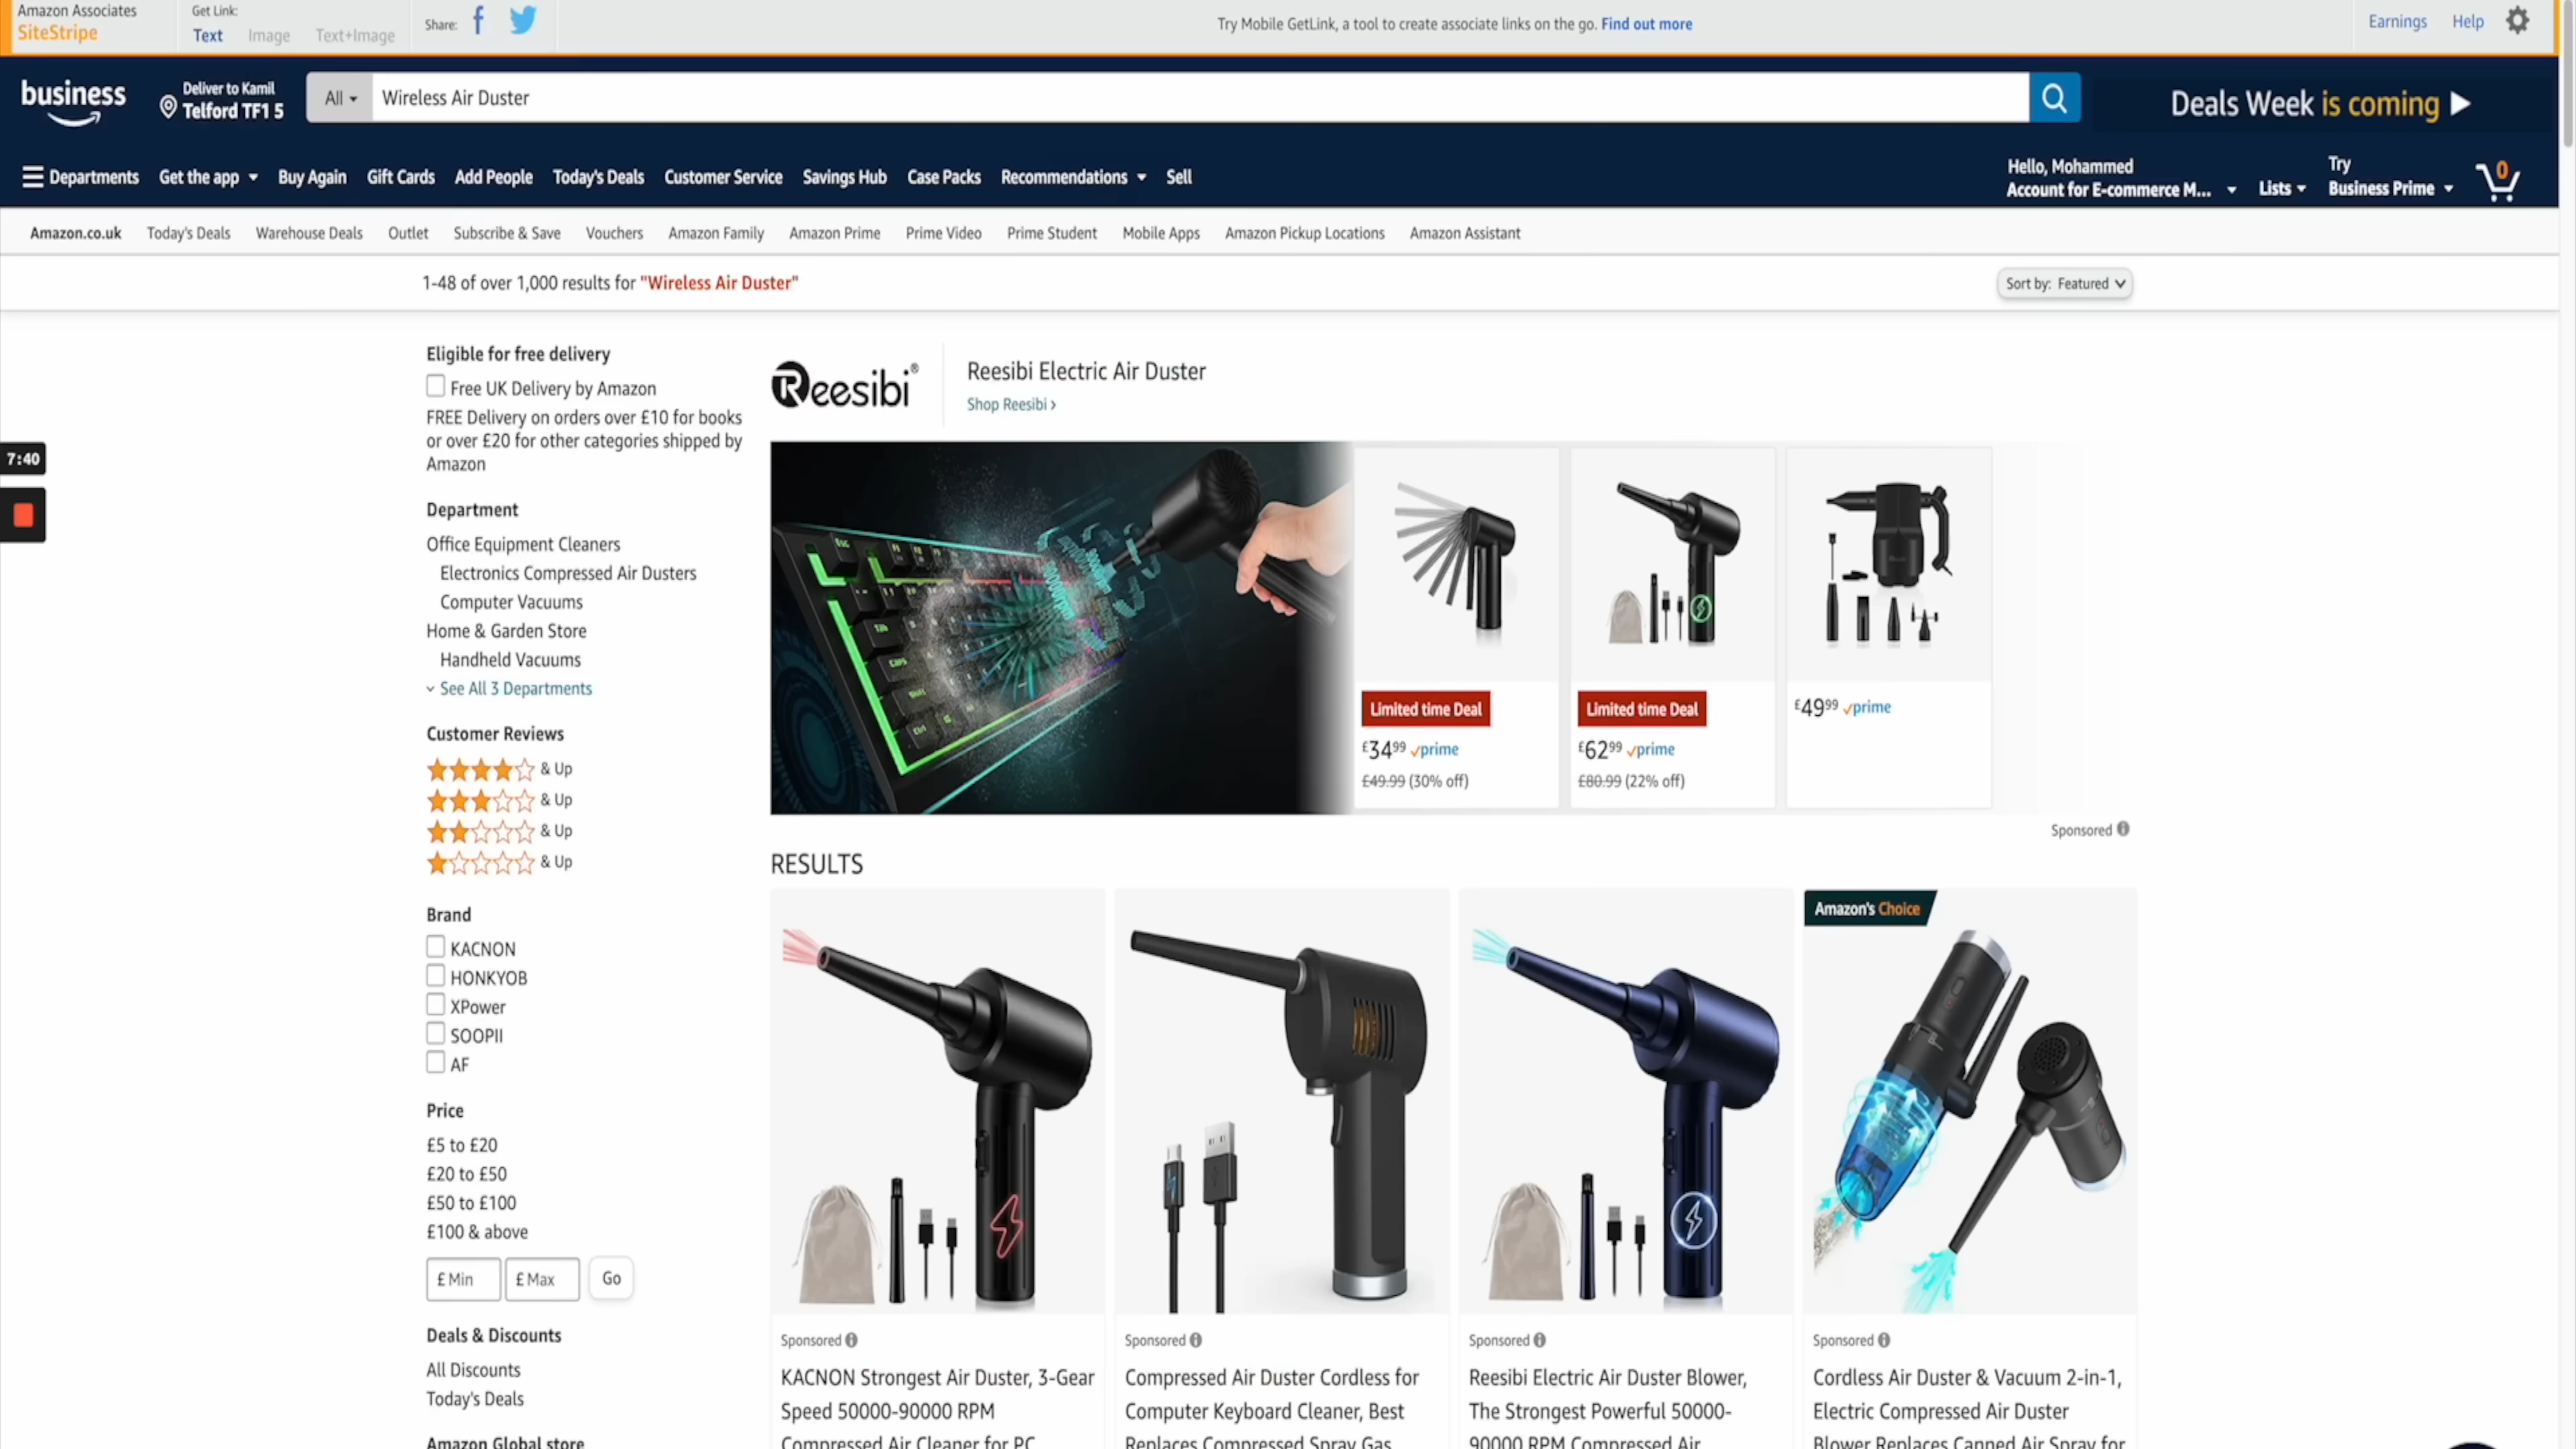 Amazon Associates
SiteStripe
Get Link:
Text Image Text+Image
Share:
Try Mobile GetLink, a tool to create associate links on the go. Find out more
Earnings Help
business
Deliver to Kamil
Telford TF1 5
All
Wireless Air Duster
Deals Week is coming
Departments Get the app Buy Again Gift Cards Add People Today's Deals Customer Service Savings Hub Case Packs Recommendations Sell
Hello, Mohammed
Account for E-commerce M...
Lists
Try
Business Prime
0
Amazon.co.uk Today's Deals Warehouse Deals Outlet Subscribe & Save Vouchers Amazon Family Amazon Prime Prime Video Prime Student Mobile Apps Amazon Pickup Locations Amazon Assistant
1-48 of over 1,000 results for "Wireless Air Duster"
Sort by: Featured
7:40
Eligible for free delivery
Free UK Delivery by Amazon
FREE Delivery on orders over £10 for books
or over £20 for other categories shipped by
Amazon
Department
Office Equipment Cleaners
Electronics Compressed Air Dusters
Computer Vacuums
Home & Garden Store
Handheld Vacuums
See All 3 Departments
Customer Reviews
& Up
& Up
& Up
& Up
Brand
KACNON
HONKYOB
XPower
SOOPII
AF
Price
£5 to £20
£20 to £50
£50 to £100
£100 & above
£ Min
£ Max
Go
Deals & Discounts
All Discounts
Today's Deals
Amazon Global store
Reesibi®
Reesibi Electric Air Duster
Shop Reesibi ›
Limited time Deal
£34.99 prime
£49.99 (30% off)
Limited time Deal
£62.99 prime
£80.99 (22% off)
£49.99 prime
Sponsored
RESULTS
Amazon's Choice
Sponsored
KACNON Strongest Air Duster, 3-Gear
Speed 50000-90000 RPM
Compressed Air Cleaner for PC
Sponsored
Compressed Air Duster Cordless for
Computer Keyboard Cleaner, Best
Replaces Compressed Spray Gas
Sponsored
Reesibi Electric Air Duster Blower,
The Strongest Powerful 50000-
90000 RPM Compressed Air
Sponsored
Cordless Air Duster & Vacuum 2-in-1,
Electric Compressed Air Duster
Blower Replaces Canned Air Spray for